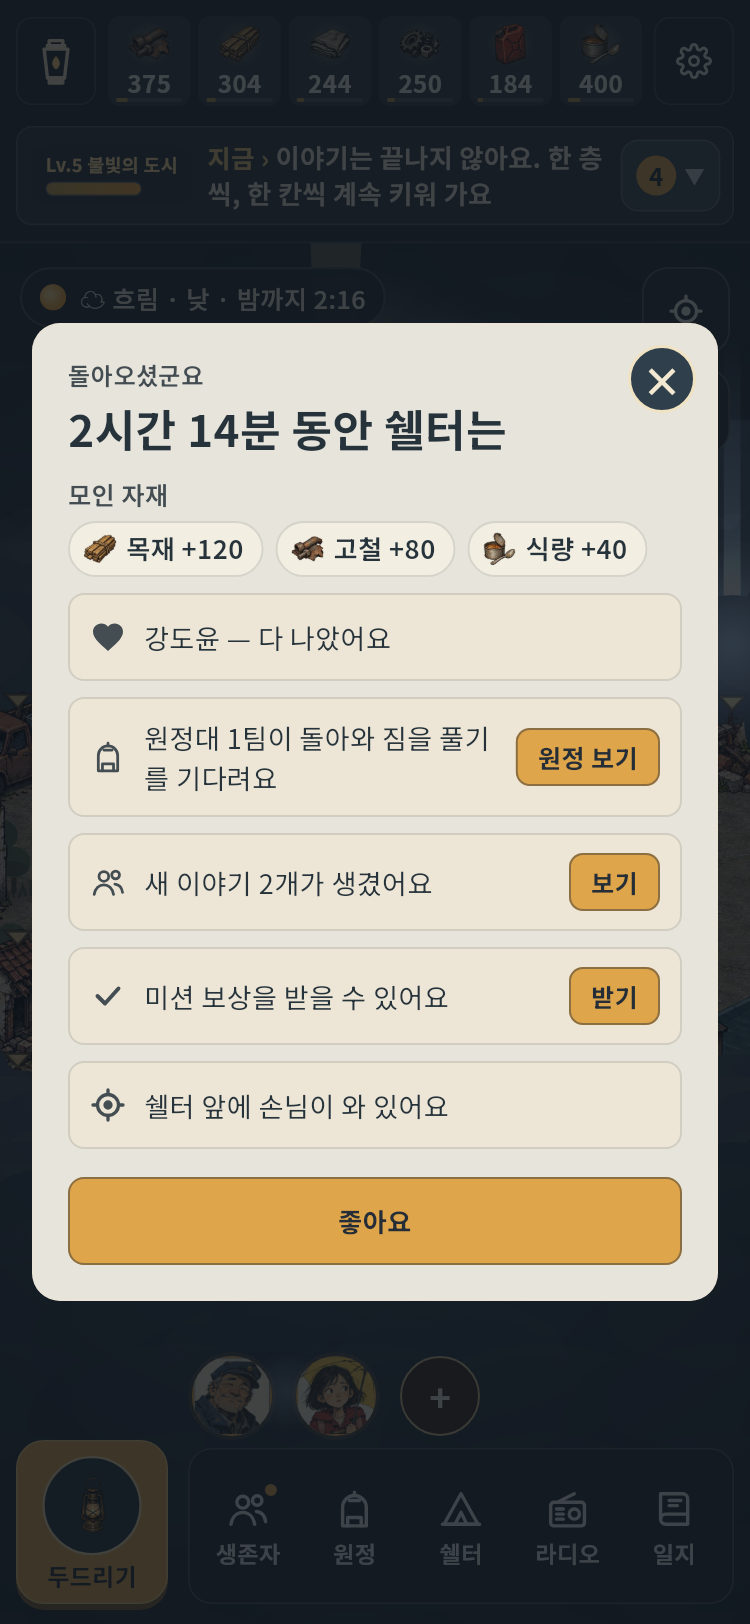 375 304 244 250 184 400
Lv.5 불빛의 도시
지금 › 이야기는 끝나지 않아요. 한 층
씩, 한 칸씩 계속 키워 가요
4
흐림 · 낮 · 밤까지 2:16
돌아오셨군요
2시간 14분 동안 쉘터는
모인 자재
목재 +120 고철 +80 식량 +40
강도윤 — 다 나았어요
원정대 1팀이 돌아와 짐을 풀기
를 기다려요
원정 보기
새 이야기 2개가 생겼어요
보기
미션 보상을 받을 수 있어요
받기
쉘터 앞에 손님이 와 있어요
좋아요
+
두드리기
생존자 원정 쉘터 라디오 일지